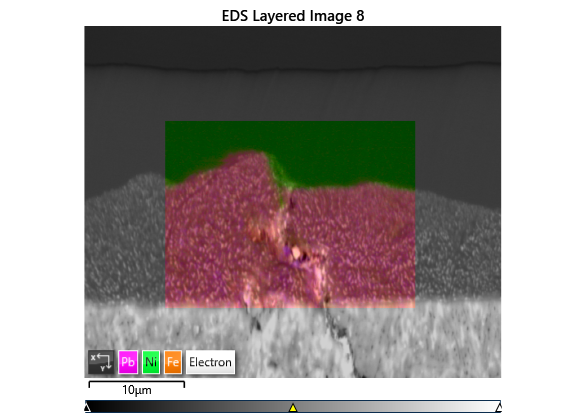 EDS Layered Image 8
x y Pb Ni Fe Electron
10μm